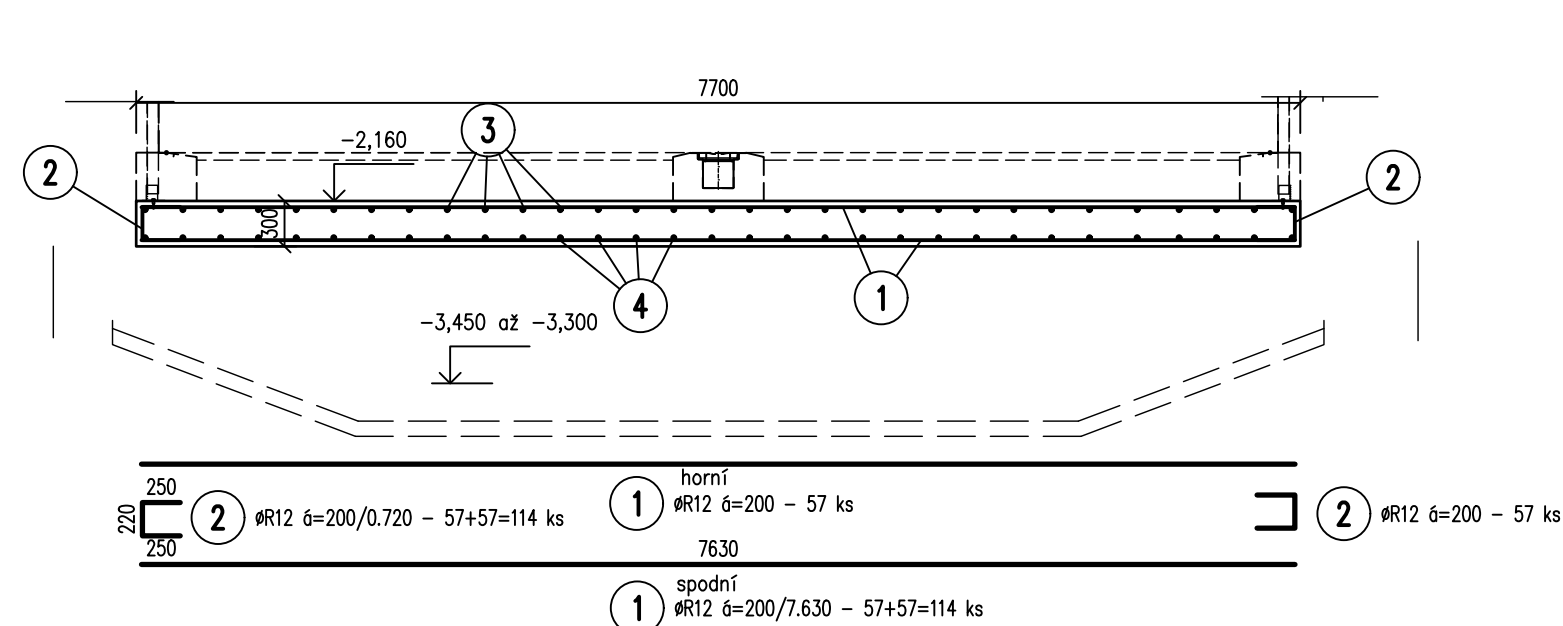 7700
-2,160
3
2
2
300
4
1
-3,450 až -3,300
horní
250
1
øR12 á=200 - 57 ks
220
2
øR12 á=200/0.720 - 57+57=114 ks
2
øR12 á=200 - 57 ks
250
7630
spodní
1
øR12 á=200/7.630 - 57+57=114 ks